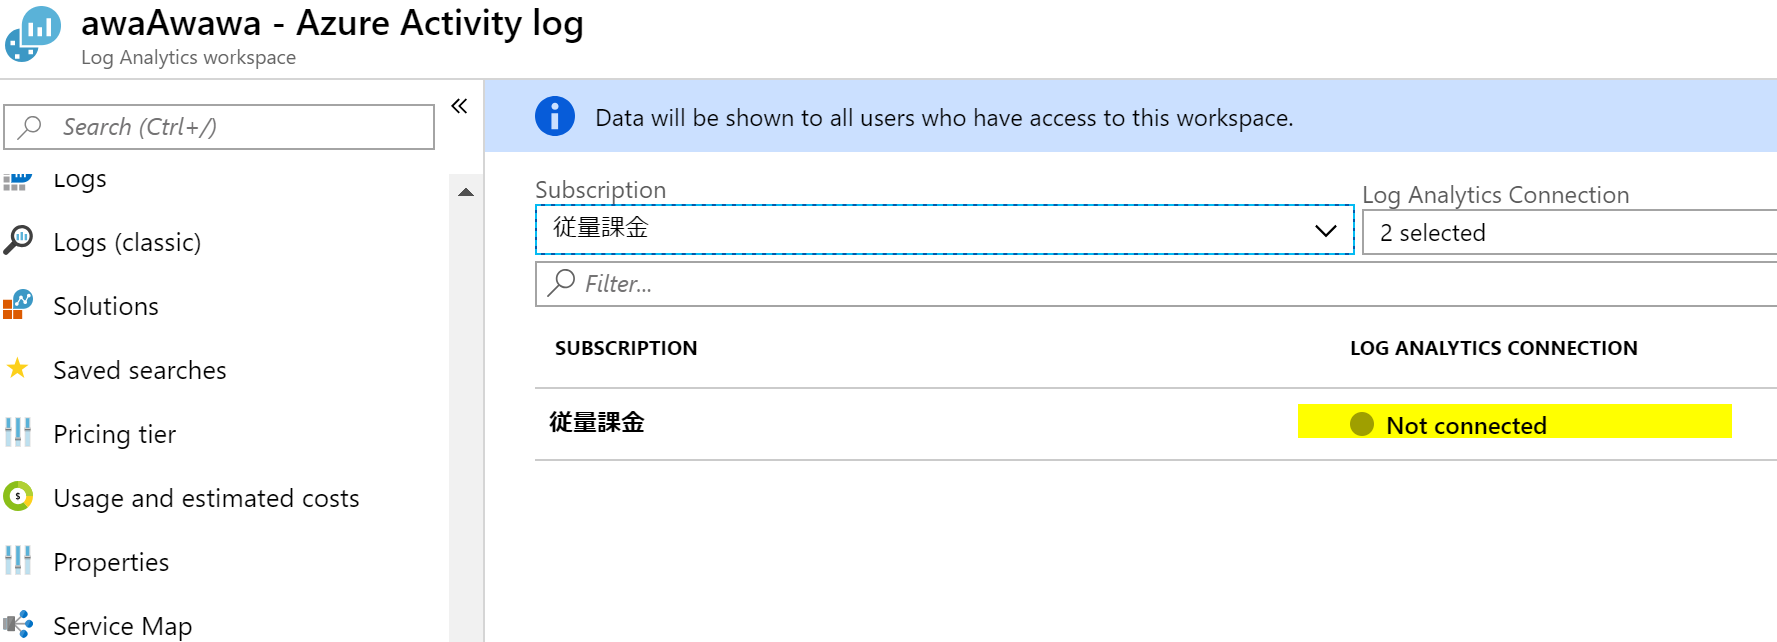 awaAwawa - Azure Activity log
Log Analytics workspace
Search (Ctrl+/)
«
Logs
Logs (classic)
Solutions
Saved searches
Pricing tier
Usage and estimated costs
Properties
Service Map
Data will be shown to all users who have access to this workspace.
Subscription
従量課金
Log Analytics Connection
2 selected
Filter...
SUBSCRIPTION
LOG ANALYTICS CONNECTION
従量課金
Not connected